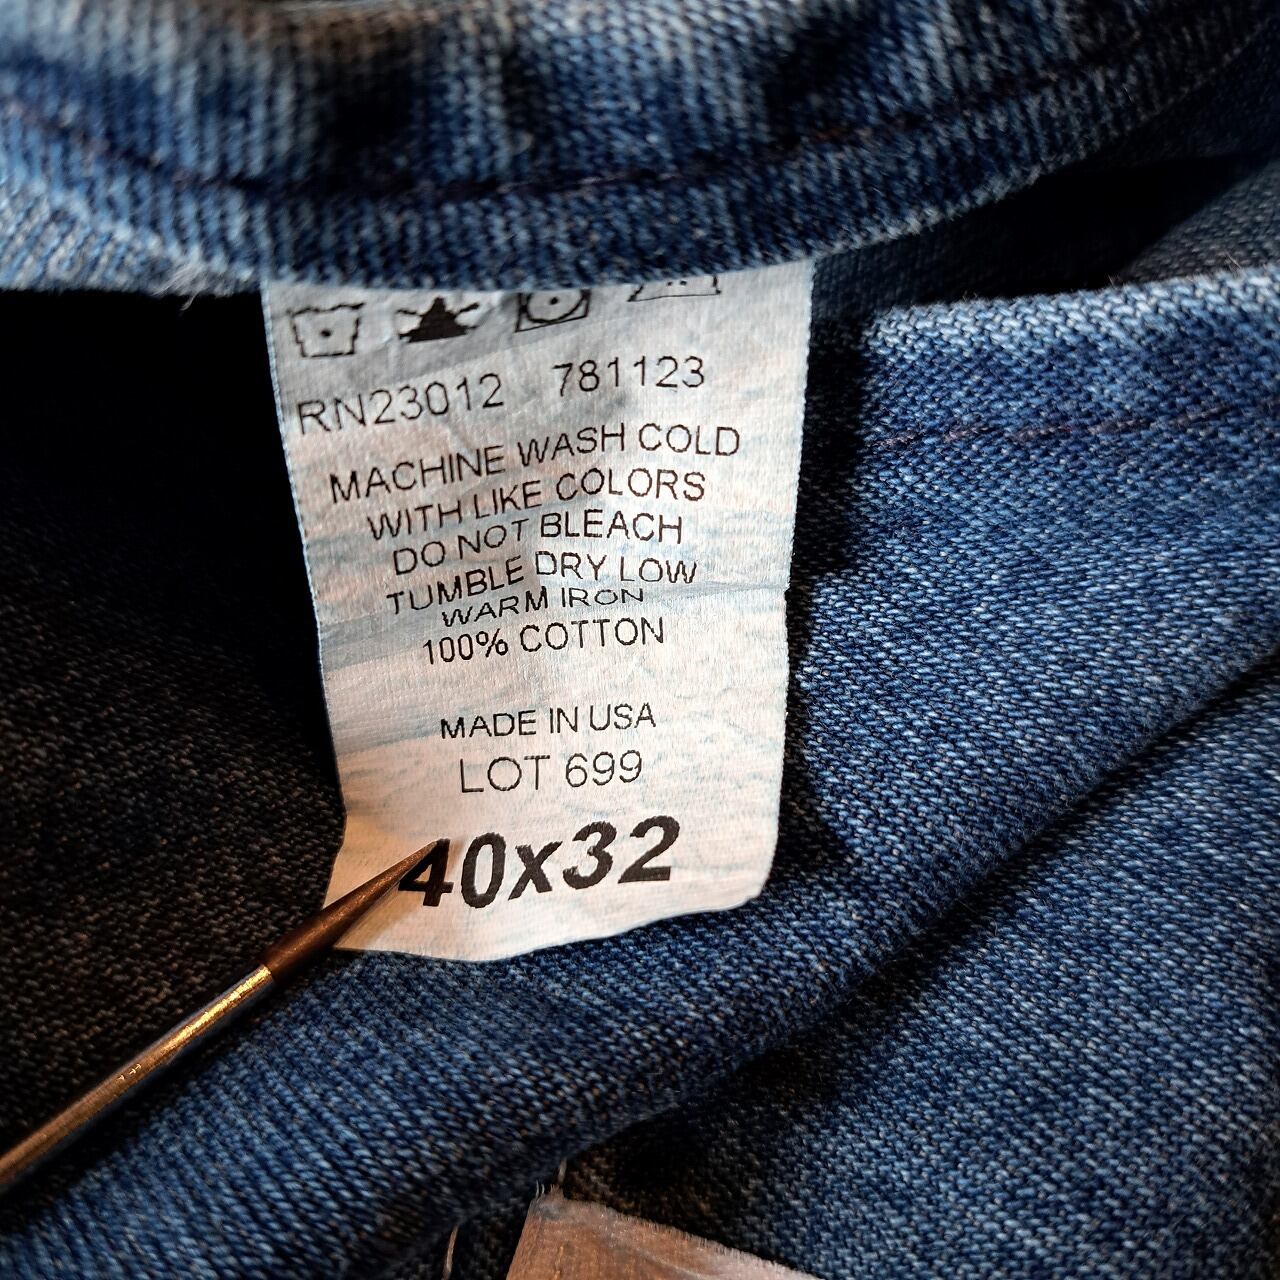 RN23012 781123
MACHINE WASH COLD
WITH LIKE COLORS
DO NOT BLEACH
TUMBLE DRY LOW
WARM IRON
100% COTTON
MADE IN USA
LOT 699
40x32